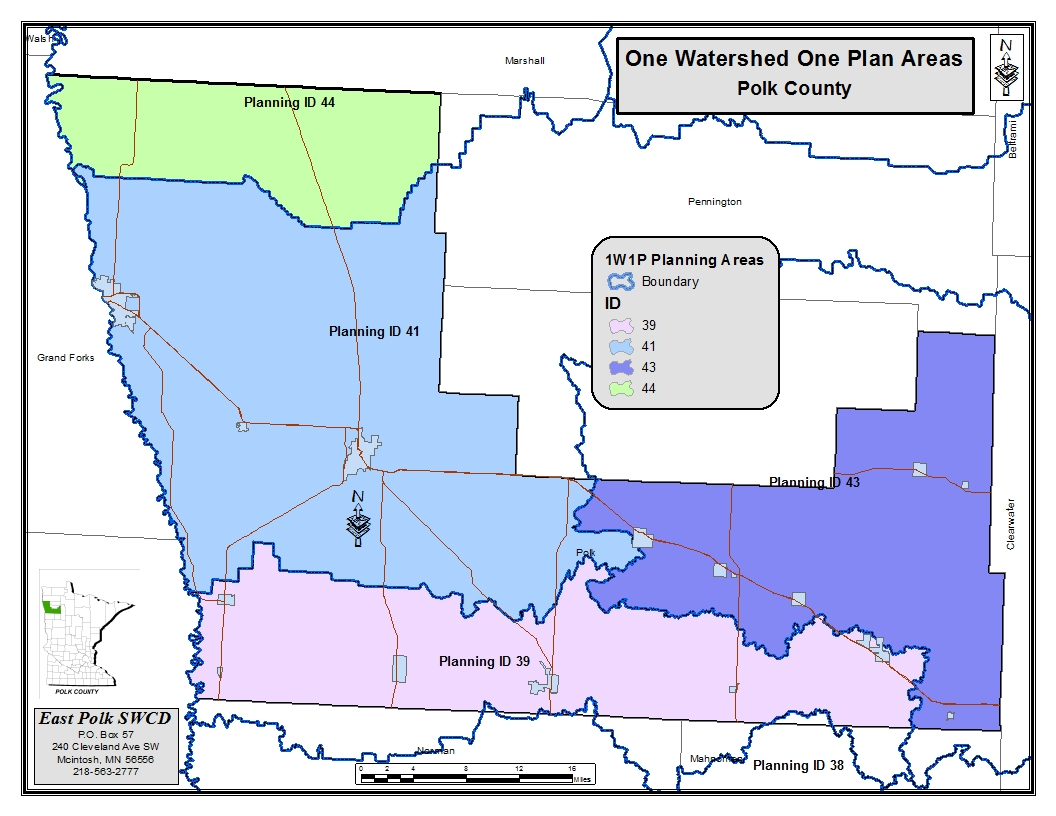 Walsh
Marshall
One Watershed One Plan Areas
Polk County
N
Beltrami
Planning ID 44
Pennington
1W1P Planning Areas
Boundary
ID
39
41
43
44
Planning ID 41
Grand Forks
Planning ID 43
N
Clearwater
Polk
POLK COUNTY
Planning ID 39
East Polk SWCD
P.O. Box 57
240 Cleveland Ave SW
Mcintosh, MN 56556
218-563-2777
Norman
Mahnomen
Planning ID 38
0 2 4 8 12 16
Miles